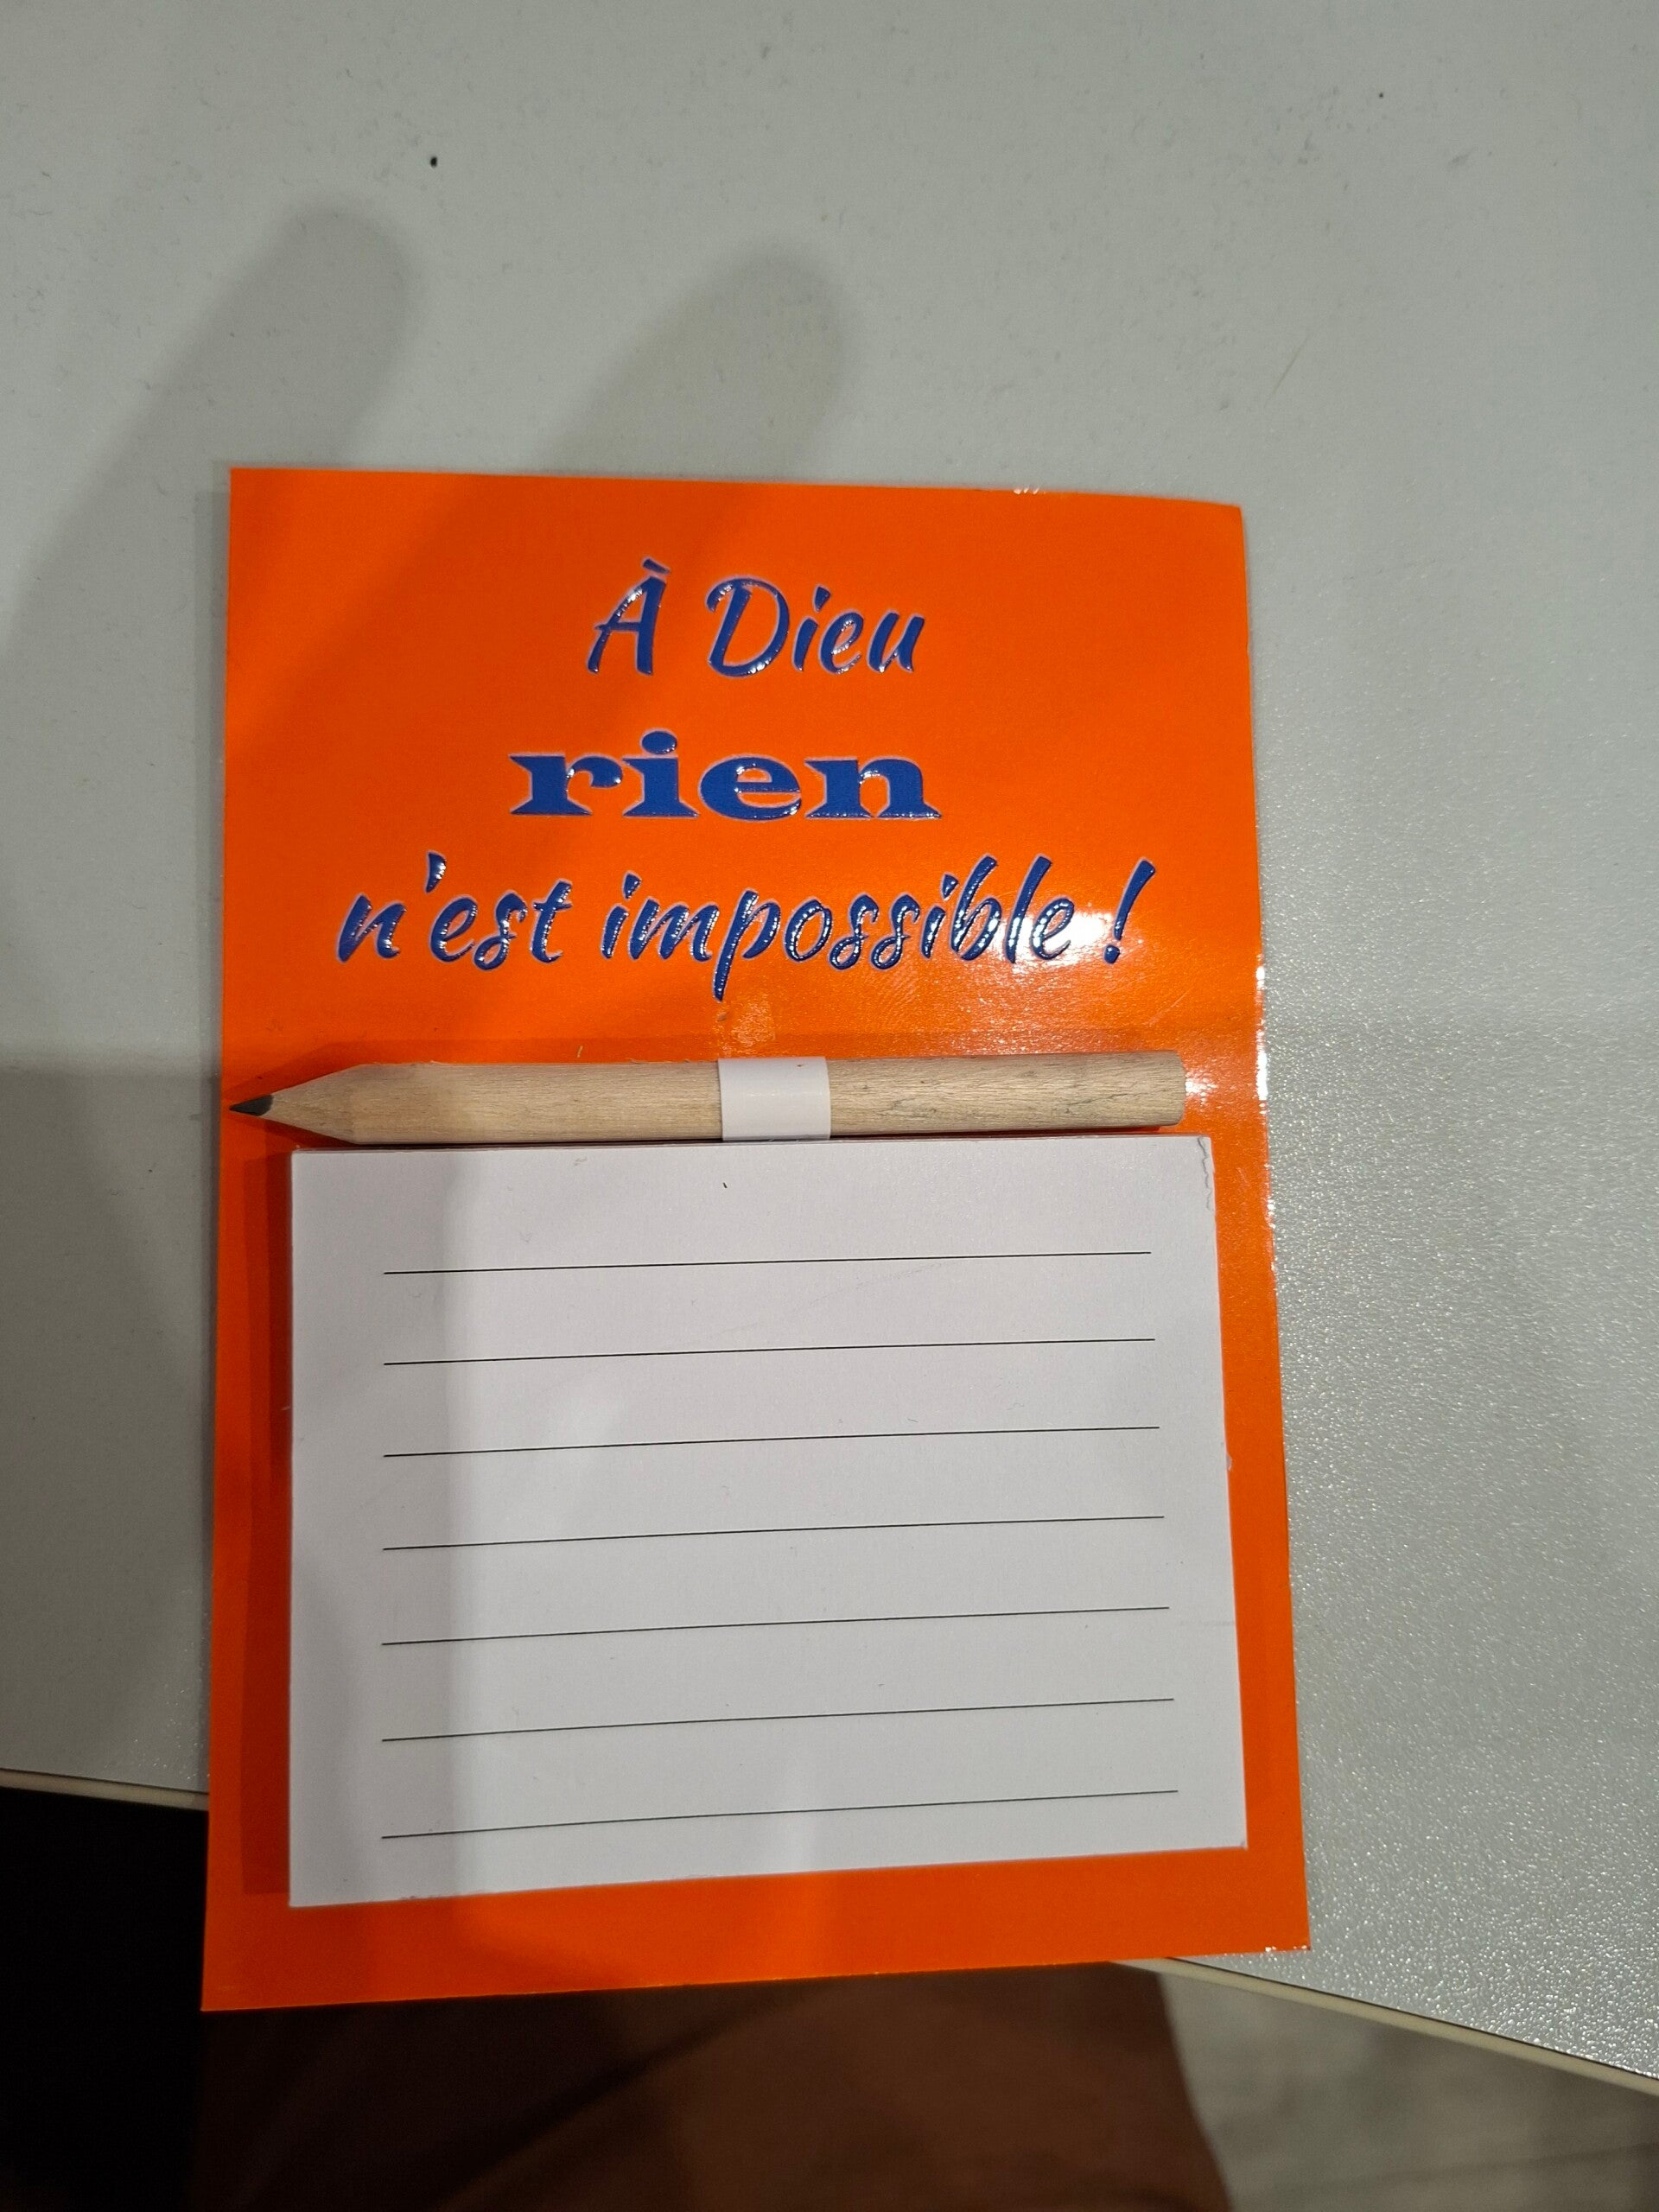 À Dieu
rien
n'est impossible !